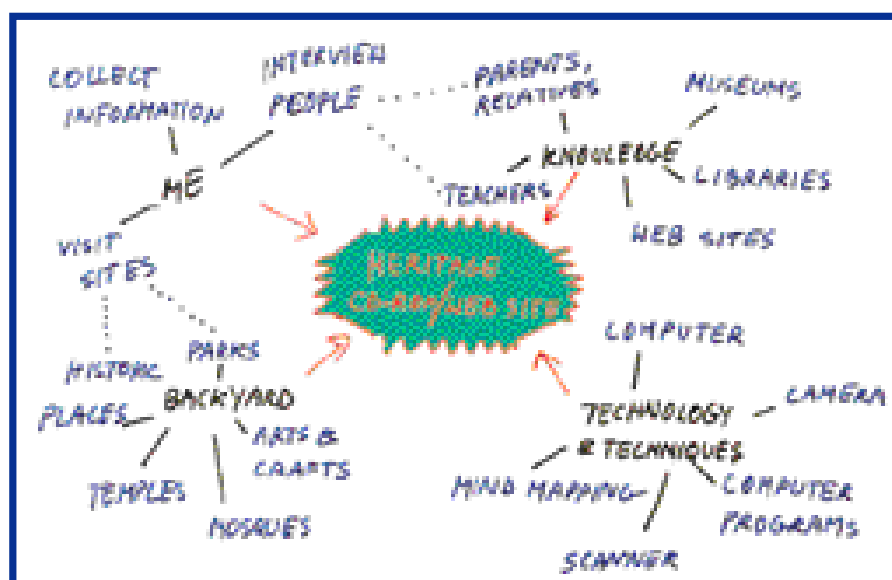 COLLECT
INFORMATION
INTERVIEW
PEOPLE
PARENTS,
RELATIVES
MUSEUMS
ME
KNOWLEDGE
TEACHERS
LIBRARIES
WEB SITES
VISIT
SITES
HERITAGE
CD-ROM/WEB SITE
PARKS
HISTORIC
PLACES
BACKYARD
ARTS &
CRAFTS
TEMPLES
MOSQUES
COMPUTER
CAMERA
TECHNOLOGY
& TECHNIQUES
MIND MAPPING
COMPUTER
PROGRAMS
SCANNER